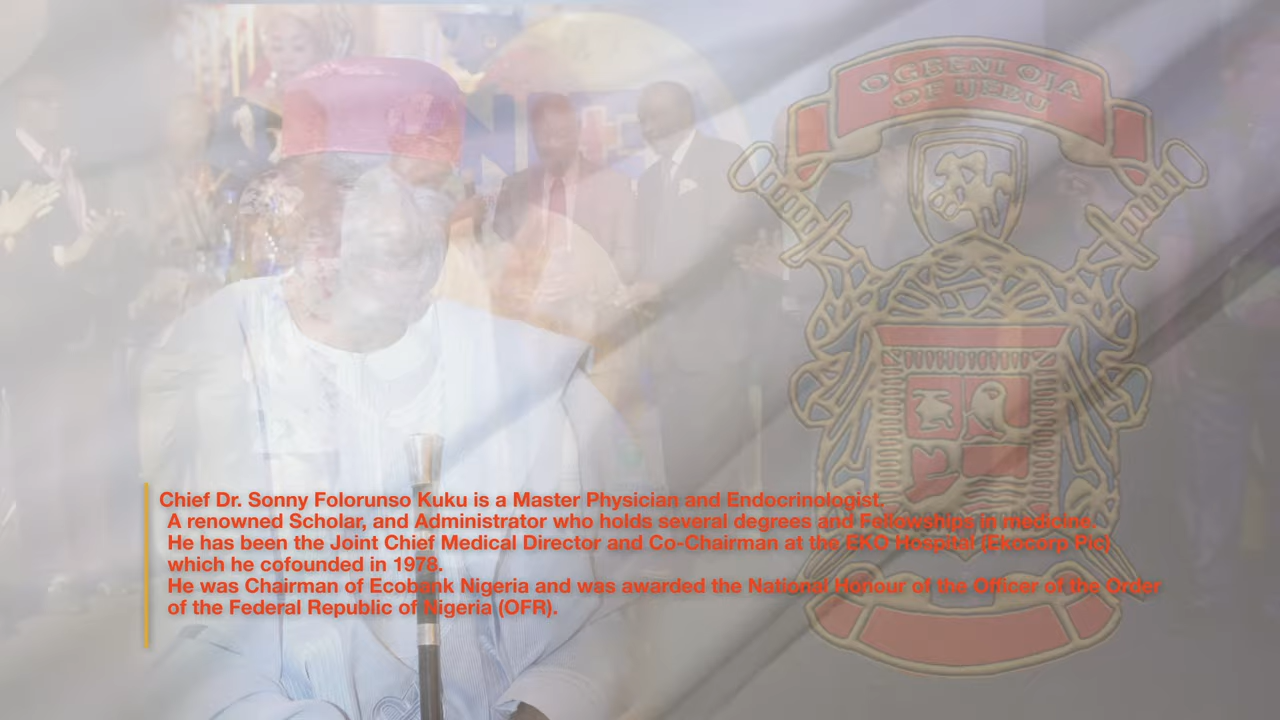 OGBENI OJA
OF IJEBU
Chief Dr. Sonny Folorunso Kuku is a Master Physician and Endocrinologist.
A renowned Scholar, and Administrator who holds several degrees and Fellowships in medicine.
He has been the Joint Chief Medical Director and Co-Chairman at the EKO Hospital (Ekocorp Plc)
which he cofounded in 1978.
He was Chairman of Ecobank Nigeria and was awarded the National Honour of the Officer of the Order
of the Federal Republic of Nigeria (OFR).